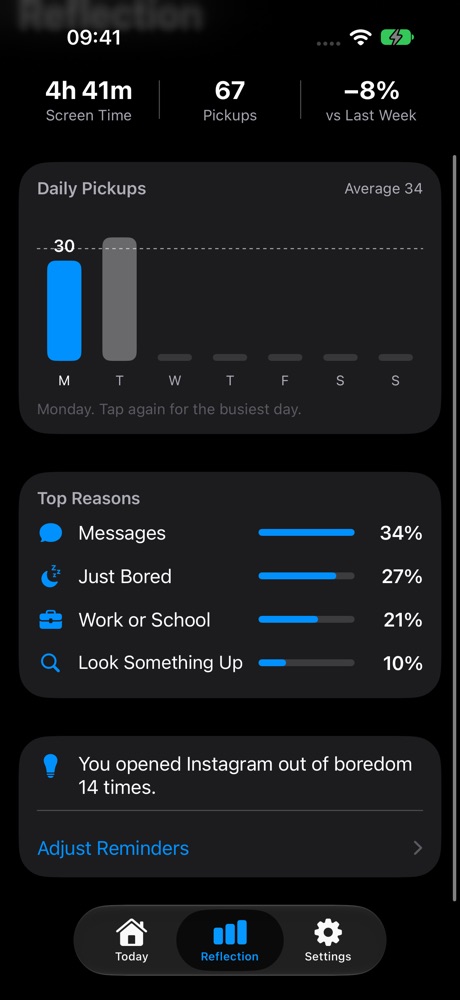 Reflection
09:41
4h 41m
Screen Time
67
Pickups
−8%
vs Last Week
Daily Pickups
Average 34
30
M T W T F S S
Monday. Tap again for the busiest day.
Top Reasons
Messages 34%
Just Bored 27%
Work or School 21%
Look Something Up 10%
You opened Instagram out of boredom
14 times.
Adjust Reminders
Today
Reflection
Settings